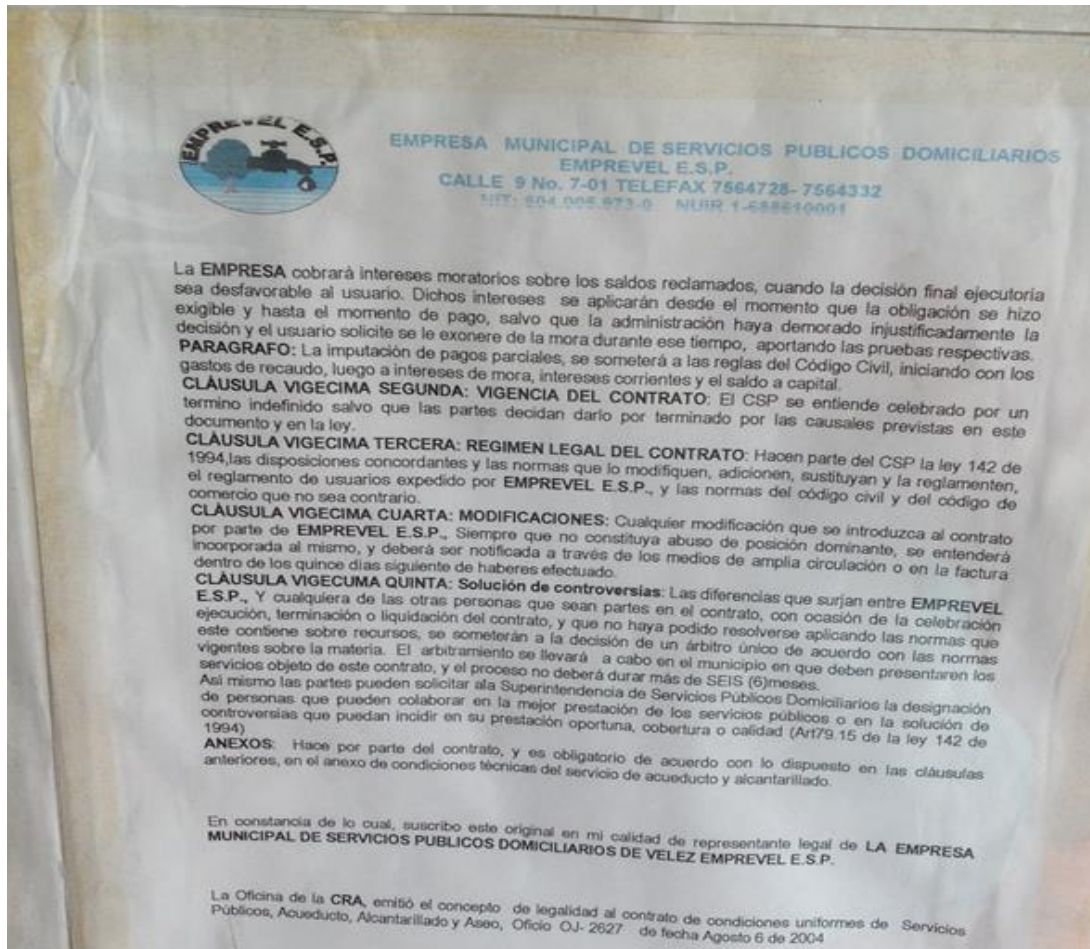 EMPREVEL E.S.P.
EMPRESA MUNICIPAL DE SERVICIOS PUBLICOS DOMICILIARIOS
EMPREVEL E.S.P.
CALLE 9 No. 7-01 TELEFAX 7564728- 7564332
NIT: 804.005.973-0 NUIR 1-688610001
La EMPRESA cobrará intereses moratorios sobre los saldos reclamados, cuando la decisión final ejecutoria
sea desfavorable al usuario. Dichos intereses se aplicarán desde el momento que la obligación se hizo
exigible y hasta el momento de pago, salvo que la administración haya demorado injustificadamente la
decisión y el usuario solicite se le exonere de la mora durante ese tiempo, aportando las pruebas respectivas.
PARAGRAFO: La imputación de pagos parciales, se someterá a las reglas del Código Civil, iniciando con los
gastos de recaudo, luego a intereses de mora, intereses corrientes y el saldo a capital.
CLÀUSULA VIGECIMA SEGUNDA: VIGENCIA DEL CONTRATO: El CSP se entiende celebrado por un
termino indefinido salvo que las partes decidan darlo por terminado por las causales previstas en este
documento y en la ley.
CLÀUSULA VIGECIMA TERCERA: REGIMEN LEGAL DEL CONTRATO: Hacen parte del CSP la ley 142 de
1994,las disposiciones concordantes y las normas que lo modifiquen, adicionen, sustituyan y la reglamenten,
el reglamento de usuarios expedido por EMPREVEL E.S.P., y las normas del código civil y del código de
comercio que no sea contrario.
CLÀUSULA VIGECIMA CUARTA: MODIFICACIONES: Cualquier modificación que se introduzca al contrato
por parte de EMPREVEL E.S.P., Siempre que no constituya abuso de posición dominante, se entenderá
incorporada al mismo, y deberá ser notificada a través de los medios de amplia circulación o en la factura
dentro de los quince días siguiente de haberes efectuado.
CLÀUSULA VIGECUMA QUINTA: Solución de controversias: Las diferencias que surjan entre EMPREVEL
E.S.P., Y cualquiera de las otras personas que sean partes en el contrato, con ocasión de la celebración
ejecución, terminación o liquidación del contrato, y que no haya podido resolverse aplicando las normas que
este contiene sobre recursos, se someterán a la decisión de un árbitro único de acuerdo con las normas
vigentes sobre la materia. El arbitramiento se llevará a cabo en el municipio en que deben presentaren los
servicios objeto de este contrato, y el proceso no deberá durar más de SEIS (6)meses.
Así mismo las partes pueden solicitar ala Superintendencia de Servicios Públicos Domiciliarios la designación
de personas que pueden colaborar en la mejor prestación de los servicios públicos o en la solución de
controversias que puedan incidir en su prestación oportuna, cobertura o calidad (Art79.15 de la ley 142 de
1994)
ANEXOS: Hace por parte del contrato, y es obligatorio de acuerdo con lo dispuesto en las cláusulas
anteriores, en el anexo de condiciones técnicas del servicio de acueducto y alcantarillado.
En constancia de lo cual, suscribo este original en mi calidad de representante legal de LA EMPRESA
MUNICIPAL DE SERVICIOS PUBLICOS DOMICILIARIOS DE VELEZ EMPREVEL E.S.P.
La Oficina de la CRA, emitió el concepto de legalidad al contrato de condiciones uniformes de Servicios
Públicos, Acueducto, Alcantarillado y Aseo, Oficio OJ- 2627 de fecha Agosto 6 de 2004